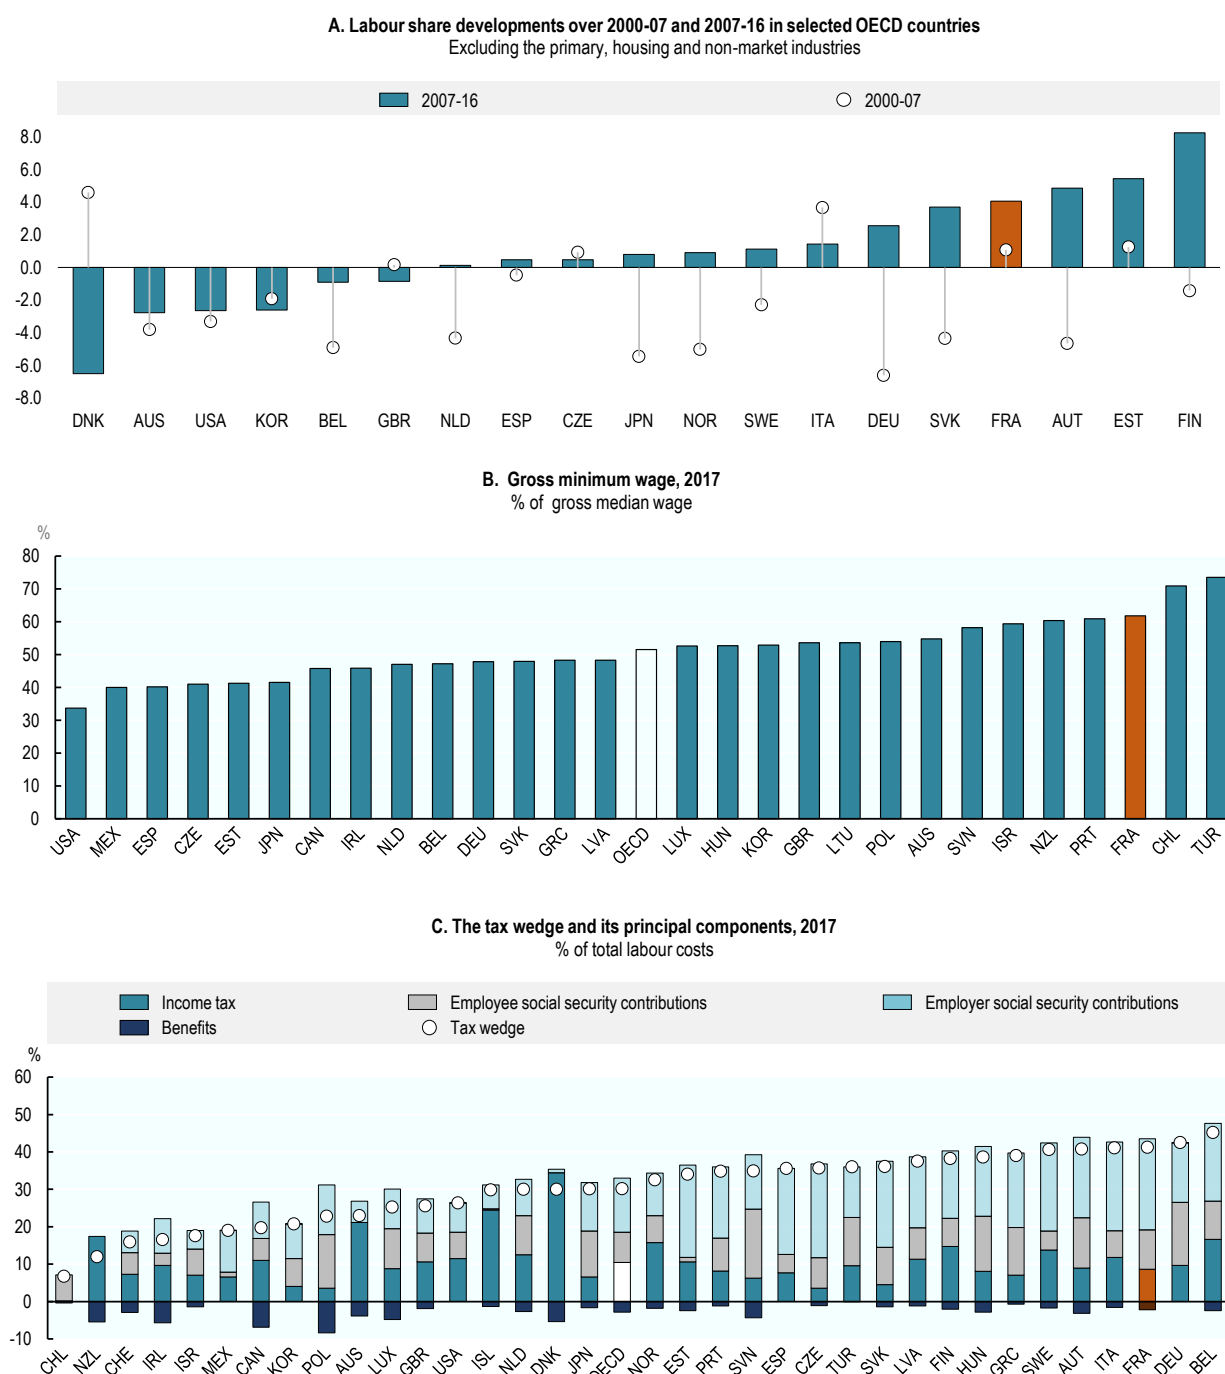 A. Labour share developments over 2000-07 and 2007-16 in selected OECD countries
Excluding the primary, housing and non-market industries
2007-16 2000-07
8.0
6.0
4.0
2.0
0.0
-2.0
-4.0
-6.0
-8.0
DNK AUS USA KOR BEL GBR NLD ESP CZE JPN NOR SWE ITA DEU SVK FRA AUT EST FIN
B. Gross minimum wage, 2017
% of gross median wage
%
80
70
60
50
40
30
20
10
0
USA MEX ESP CZE EST JPN CAN IRL NLD BEL DEU SVK GRC LVA OECD LUX HUN KOR GBR LTU POL AUS SVN ISR NZL PRT FRA CHL TUR
C. The tax wedge and its principal components, 2017
% of total labour costs
Income tax Employee social security contributions Employer social security contributions
Benefits Tax wedge
%
60
50
40
30
20
10
0
-10
CHL NZL CHE IRL ISR MEX CAN KOR POL AUS LUX GBR USA ISL NLD DNK JPN OECD NOR EST PRT SVN ESP CZE TUR SVK LVA FIN HUN GRC SWE AUT ITA FRA DEU BEL